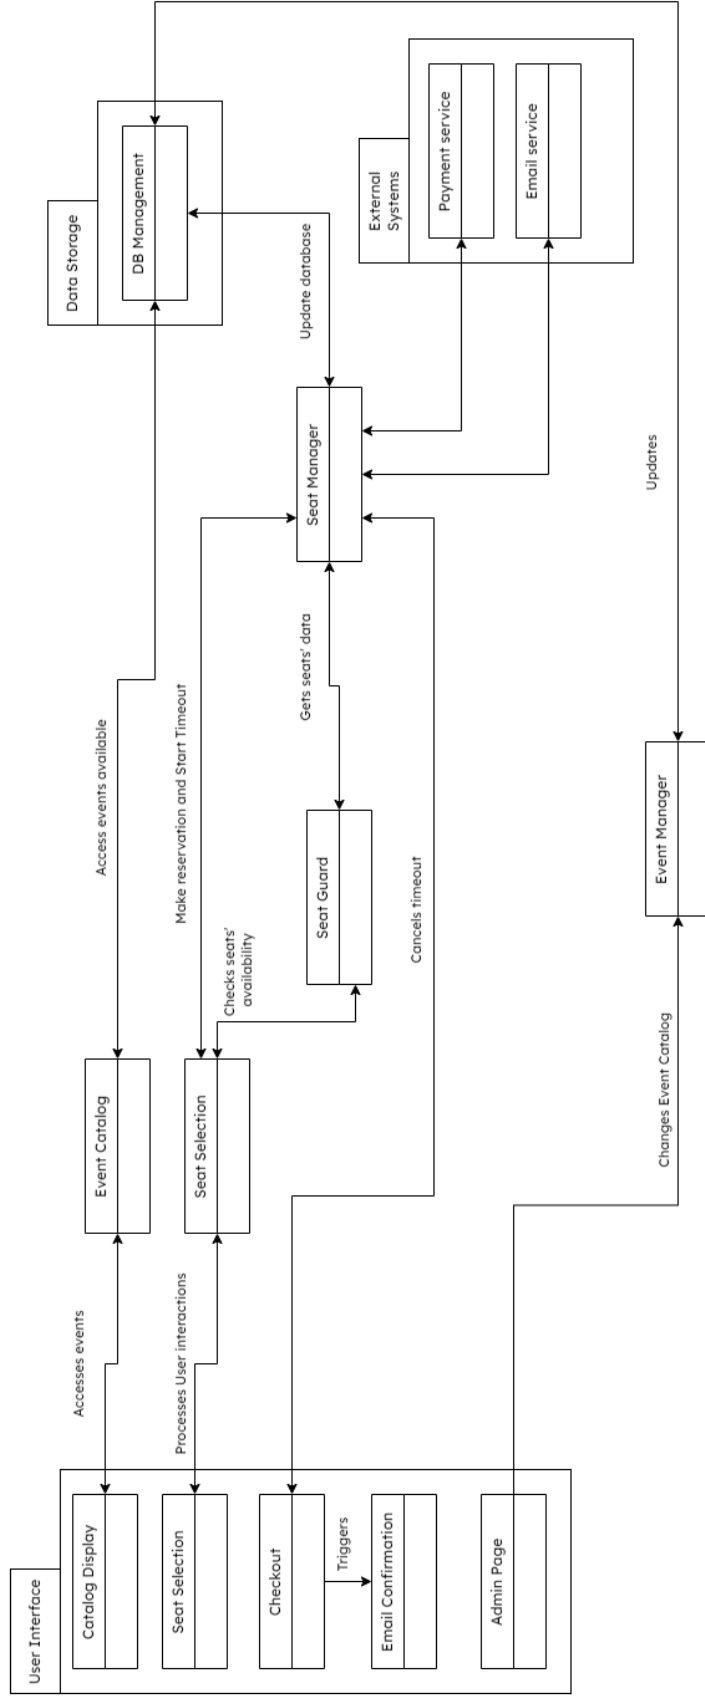 User Interface
Catalog Display
Seat Selection
Checkout
Triggers
Email Confirmation
Admin Page
Accesses events
Processes User interactions
Event Catalog
Seat Selection
Changes Event Catalog
Checks seats'
availability
Access events available
Make reservation and Start Timeout
Seat Guard
Cancels timeout
Event Manager
Gets seats' data
Seat Manager
Updates
Update database
Data Storage
DB Management
External
Systems
Payment service
Email service